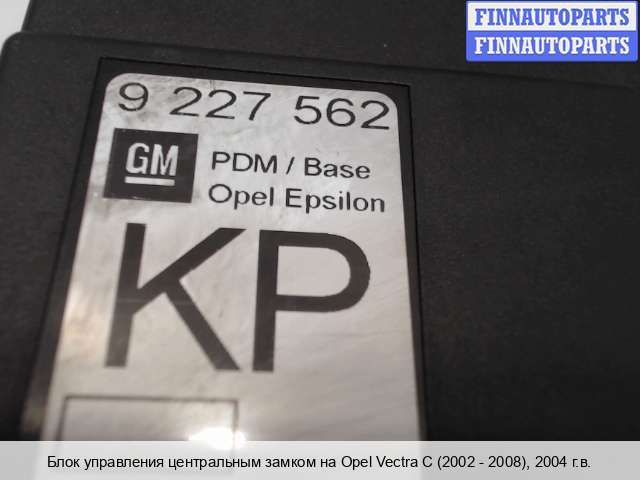 FINNAUTOPARTS
FINNAUTOPARTS
9 227 562
GM
PDM / Base
Opel Epsilon
KP
Блок управления центральным замком на Opel Vectra C (2002 - 2008), 2004 г.в.